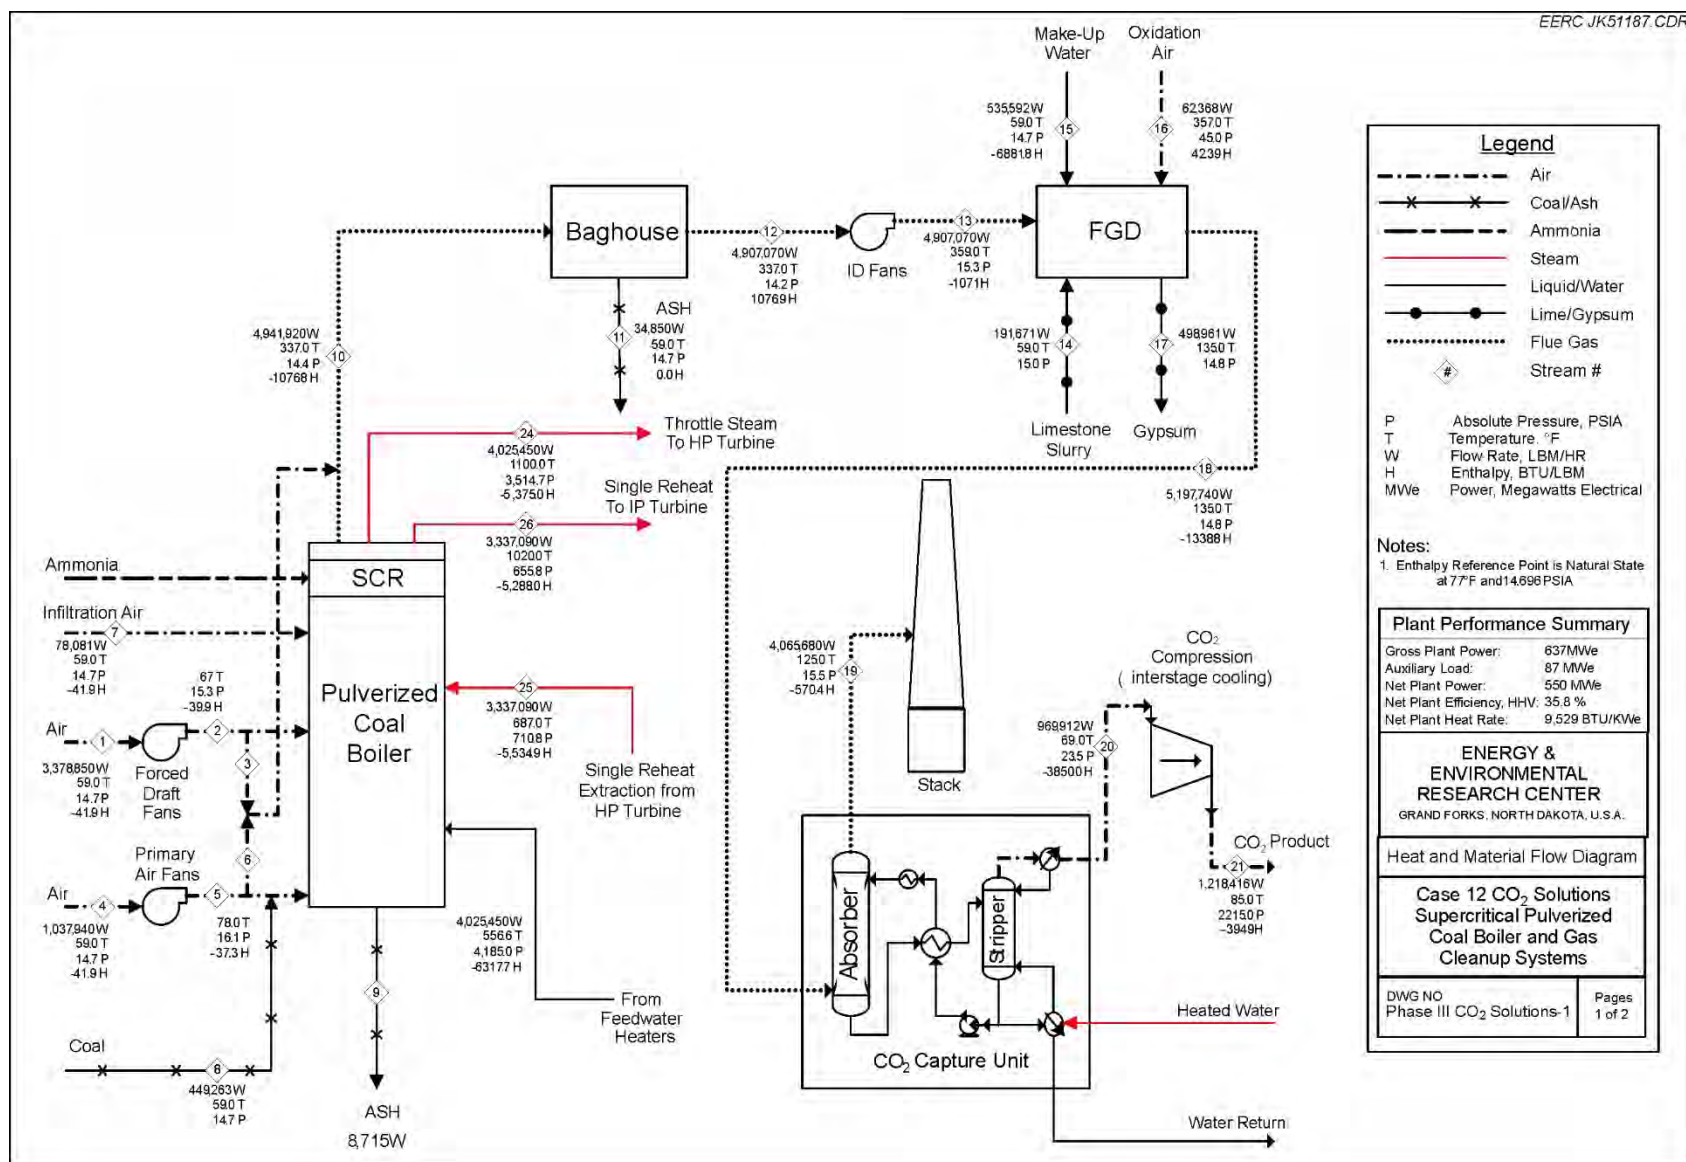 EERC JK51187.CDR
Make-Up
Water
Oxidation
Air
535,592W
59.0 T
14.7 P
-6881.8 H
15
62,368W
357.0 T
45.0 P
42.39 H
16
Baghouse
12
4,907,070W
337.0 T
14.2 P
1076.9 H
ID Fans
13
4,907,070W
359.0 T
15.3 P
-1071 H
FGD
4,941,920W
337.0 T
14.4 P
-1076.8 H
10
ASH
34,850W
59.0 T
14.7 P
0.0 H
11
191,671W
59.0 T
15.0 P
14
498,961W
135.0 T
14.8 P
17
Limestone
Slurry
Gypsum
24
4,025,450W
1100.0 T
3,514.7 P
-5,375.0 H
Throttle Steam
To HP Turbine
26
3,337,090W
1020.0 T
655.8 P
-5,288.0 H
Single Reheat
To IP Turbine
18
5,197,740W
135.0 T
14.8 P
-1338.8 H
Ammonia
SCR
Infiltration Air
7
78,081W
59.0 T
14.7 P
-41.9 H
Pulverized
Coal
Boiler
67 T
15.3 P
-39.9 H
Air
1
2
3,378,850W
59.0 T
14.7 P
-41.9 H
Forced
Draft
Fans
3
6
Primary
Air Fans
Air
4
5
1,037,940W
59.0 T
14.7 P
-41.9 H
78.0 T
16.1 P
-37.3 H
Coal
6
449,263W
59.0 T
14.7 P
9
ASH
8,715W
25
3,337,090W
687.0 T
710.8 P
-5,534.9 H
Single Reheat
Extraction from
HP Turbine
4,025,450W
556.6 T
4,185.0 P
-6317.7 H
From
Feedwater
Heaters
4,065,680W
125.0 T
15.5 P
-570.4 H
19
Stack
CO2
Compression
( interstage cooling)
969,912W
69.0 T
23.5 P
-3850.0 H
20
CO2 Product
21
1,218,416W
85.0 T
2215.0 P
-3949 H
Absorber
Stripper
CO2 Capture Unit
Heated Water
Water Return
Legend
Air
Coal/Ash
Ammonia
Steam
Liquid/Water
Lime/Gypsum
Flue Gas
# Stream #
P Absolute Pressure, PSIA
T Temperature. °F
W Flow Rate, LBM/HR
H Enthalpy, BTU/LBM
MWe Power, Megawatts Electrical
Notes:
1. Enthalpy Reference Point is Natural State
at 77°F and 14.696 PSIA
Plant Performance Summary
Gross Plant Power: 637MWe
Auxiliary Load: 87 MWe
Net Plant Power: 550 MWe
Net Plant Efficiency, HHV: 35.8 %
Net Plant Heat Rate: 9,529 BTU/KWe
ENERGY &
ENVIRONMENTAL
RESEARCH CENTER
GRAND FORKS, NORTH DAKOTA, U.S.A.
Heat and Material Flow Diagram
Case 12 CO2 Solutions
Supercritical Pulverized
Coal Boiler and Gas
Cleanup Systems
DWG NO
Phase III CO2 Solutions-1
Pages
1 of 2